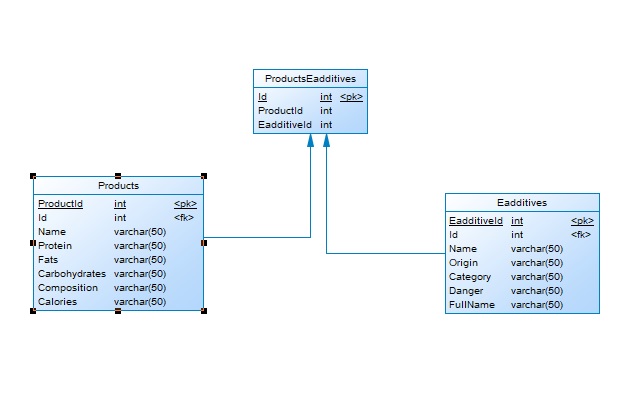 ProductsEadditives
Id int <pk>
ProductId int
EadditiveId int
Products
ProductId int <pk>
Id int <fk>
Name varchar(50)
Protein varchar(50)
Fats varchar(50)
Carbohydrates varchar(50)
Composition varchar(50)
Calories varchar(50)
Eadditives
EadditiveId int <pk>
Id int <fk>
Name varchar(50)
Origin varchar(50)
Category varchar(50)
Danger varchar(50)
FullName varchar(50)